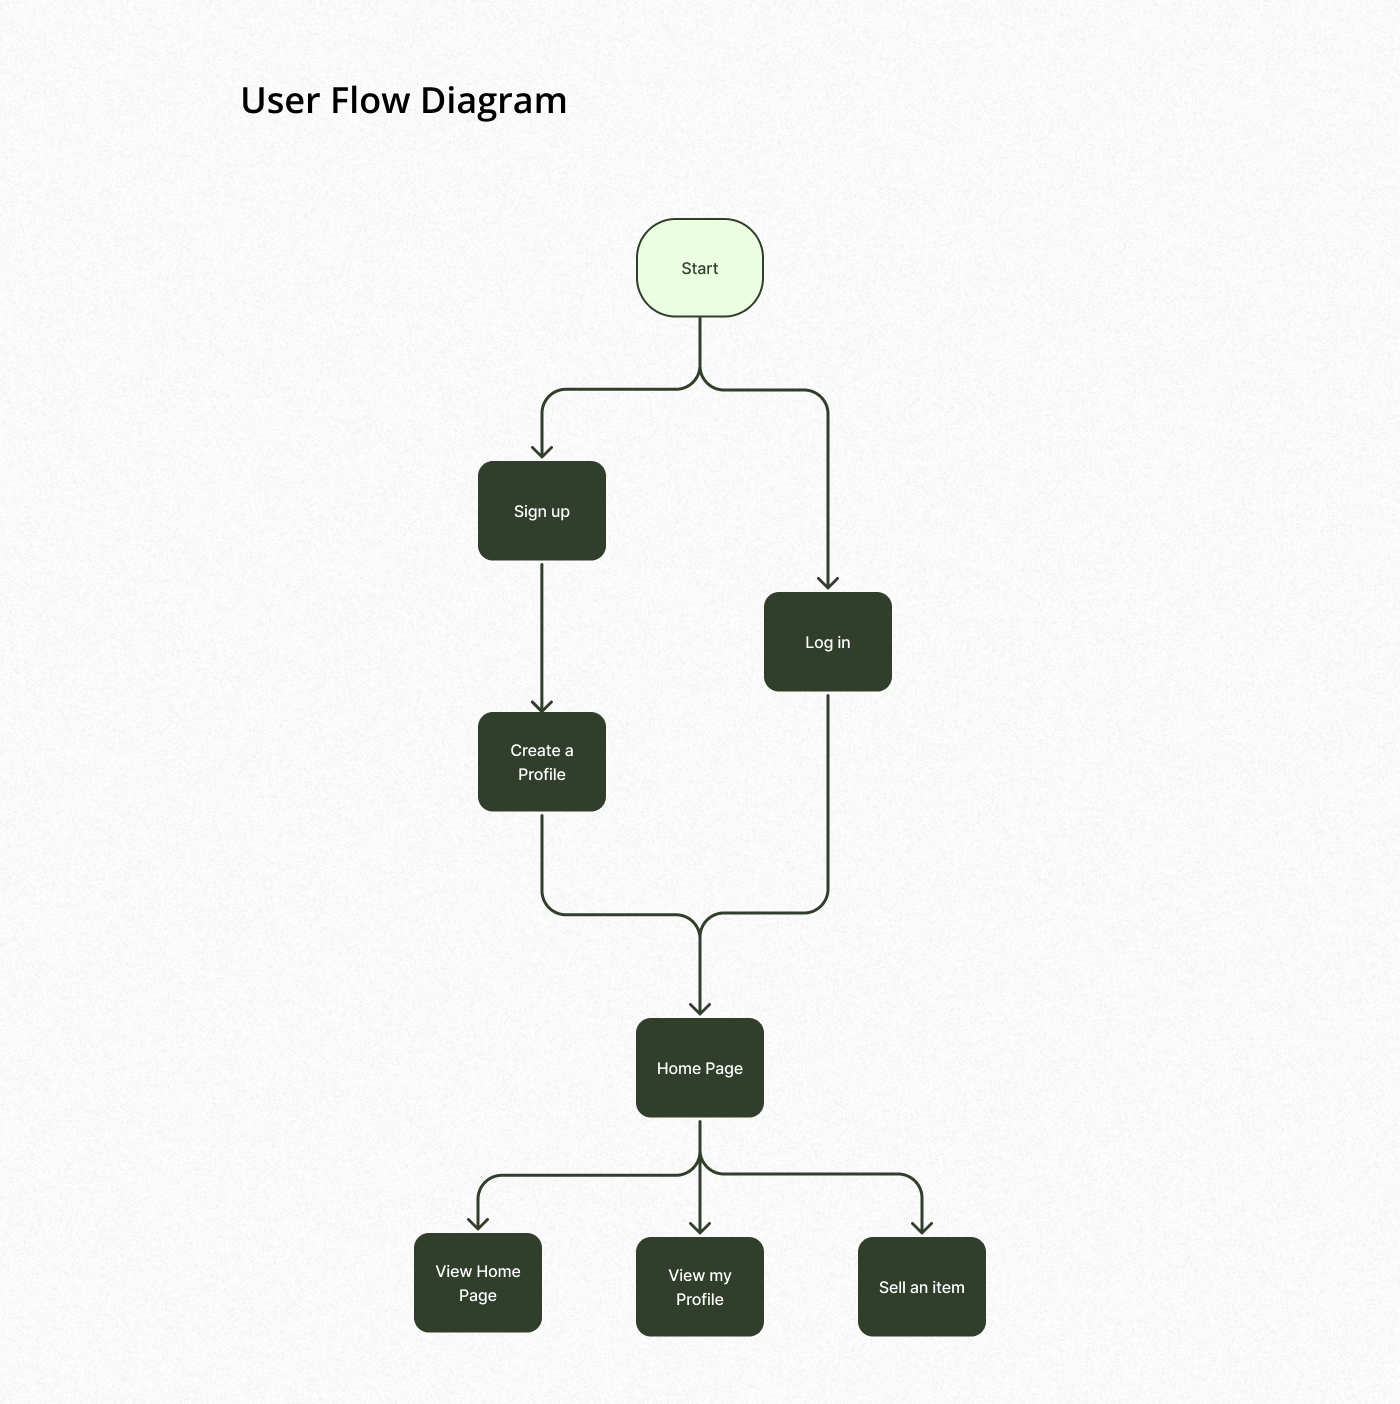 User Flow Diagram
Start
Sign up
Log in
Create a
Profile
Home Page
View Home
Page
View my
Profile
Sell an item